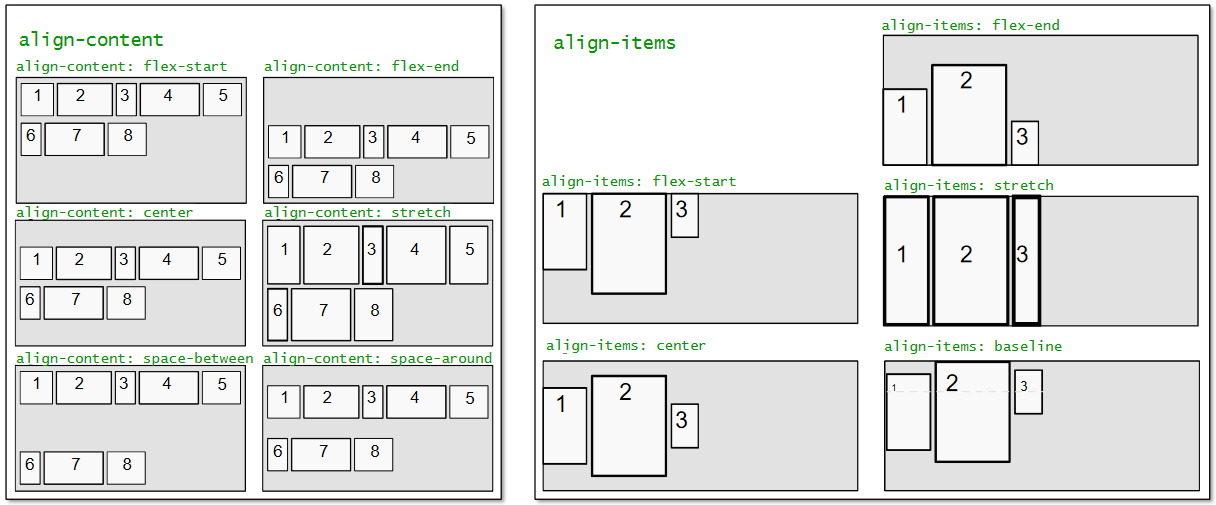 align-content
align-content: flex-start
1 2 3 4 5
6 7 8
align-content: flex-end
1 2 3 4 5
6 7 8
align-content: center
1 2 3 4 5
6 7 8
align-content: stretch
1 2 3 4 5
6 7 8
align-content: space-between
1 2 3 4 5
6 7 8
align-content: space-around
1 2 3 4 5
6 7 8
align-items
align-items: flex-end
1 2 3
align-items: flex-start
1 2 3
align-items: stretch
1 2 3
align-items: center
1 2 3
align-items: baseline
1 2 3